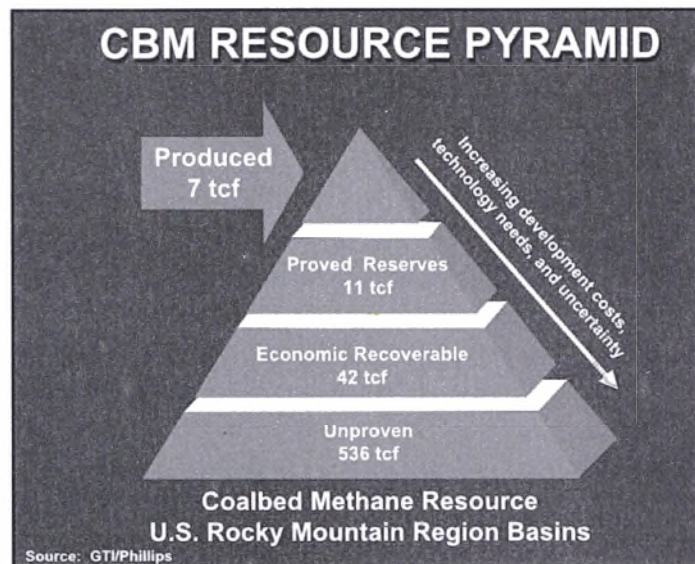 CBM RESOURCE PYRAMID
Produced
7 tcf
Increasing development costs,
technology needs, and uncertainty
Proved Reserves
11 tcf
Economic Recoverable
42 tcf
Unproven
536 tcf
Coalbed Methane Resource
U.S. Rocky Mountain Region Basins
Source: GTI/Phillips